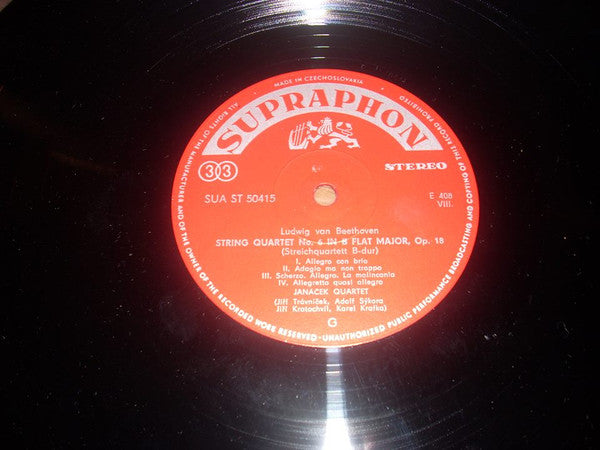 MADE IN CZECHOSLOVAKIA
SUPRAPHON
33
STEREO
SUA ST 50415
E 408
VIII.
Ludwig van Beethoven
STRING QUARTET No. 6 IN B FLAT MAJOR, Op. 18
(Streichquartett B-dur)
I. Allegro con brio
II. Adagio ma non troppo
III. Scherzo. Allegro. La malinconia
IV. Allegretto quasi allegro
JANÁČEK QUARTET
(Jiří Trávníček, Adolf Sýkora
Jiří Kratochvíl, Karel Krafka)
G
ALL RIGHTS OF THE MANUFACTURER AND OF THE OWNER OF THE RECORDED WORK RESERVED - UNAUTHORIZED PUBLIC PERFORMANCE BROADCASTING AND COPYING OF THIS RECORD PROHIBITED